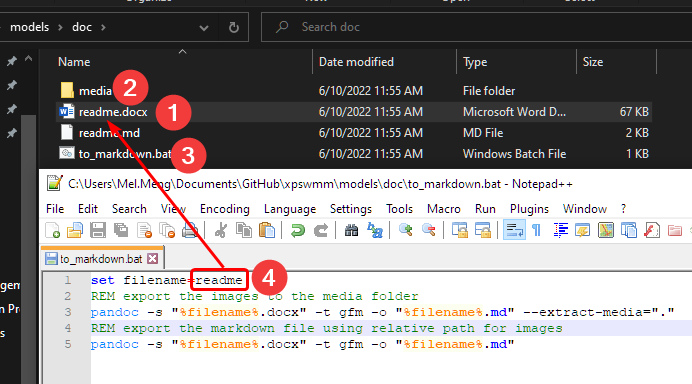 Organize New Open Select
models › doc ›
Search doc
Name Date modified Type Size
media 6/10/2022 11:55 AM File folder
2
readme.docx 6/10/2022 11:55 AM Microsoft Word D... 67 KB
1
readme.md 6/10/2022 11:55 AM MD File 2 KB
to_markdown.bat 6/10/2022 11:55 AM Windows Batch File 1 KB
3
C:\Users\Mel.Meng\Documents\GitHub\xpswmm\models\doc\to_markdown.bat - Notepad++
File Edit Search View Encoding Language Settings Tools Macro Run Plugins Window ?
to_markdown.bat
1 set filename=readme
4
2 REM export the images to the media folder
3 pandoc -s "%filename%.docx" -t gfm -o "%filename%.md" --extract-media="."
4 REM export the markdown file using relative path for images
5 pandoc -s "%filename%.docx" -t gfm -o "%filename%.md"